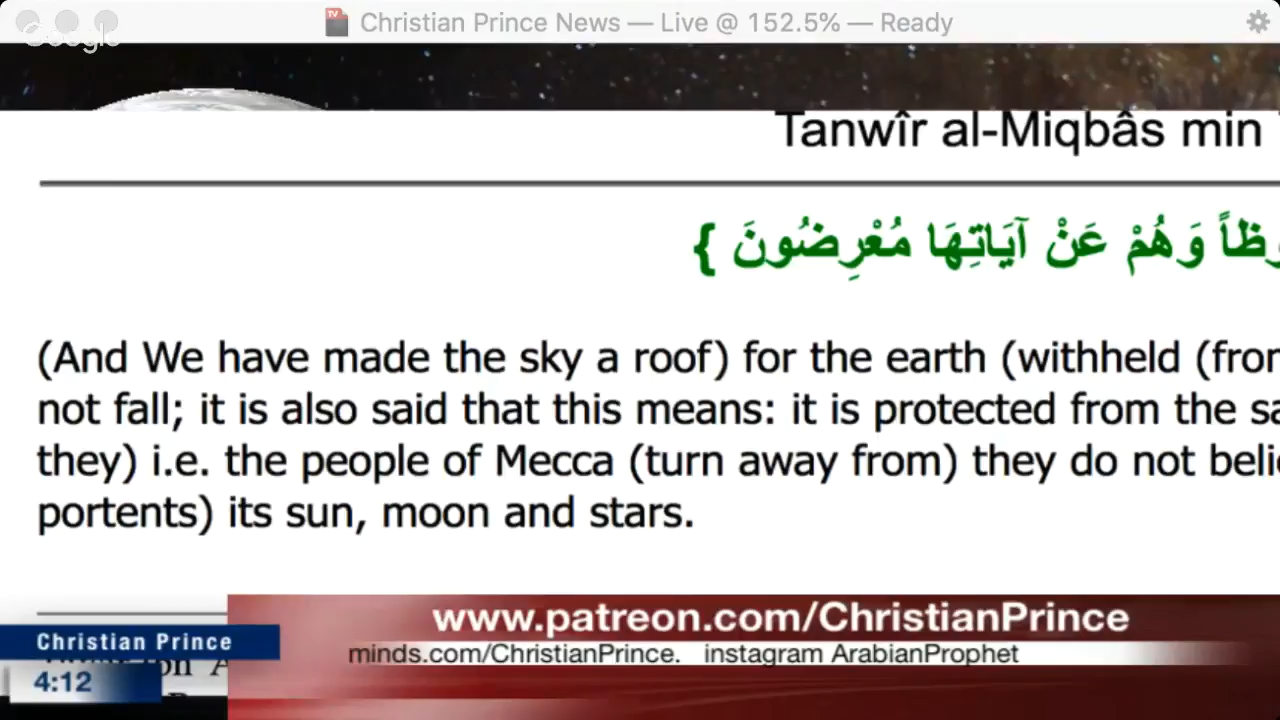 Christian Prince News — Live @ 152.5% — Ready
Google
Tanwîr al-Miqbâs min
وَهُمْ عَنْ آيَاتِهَا مُعْرِضُونَ }
(And We have made the sky a roof) for the earth (withheld (from
not fall; it is also said that this means: it is protected from the
they) i.e. the people of Mecca (turn away from) they do not
portents) its sun, moon and stars.
www.patreon.com/ChristianPrince
Christian Prince
minds.com/ChristianPrince. instagram ArabianProphet
4:12